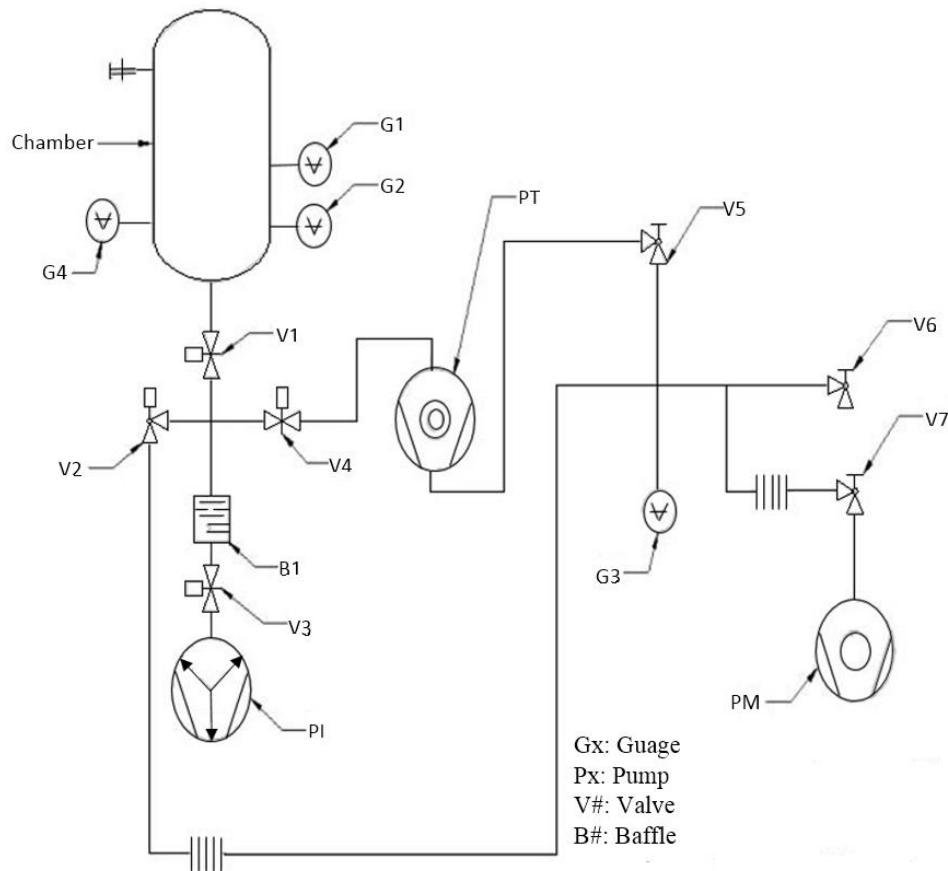 G1
Chamber
G2
PT
V5
G4
V1
V6
V7
V2
V4
B1
G3
V3
PM
PI
Gx: Guage
Px: Pump
V#: Valve
B#: Baffle